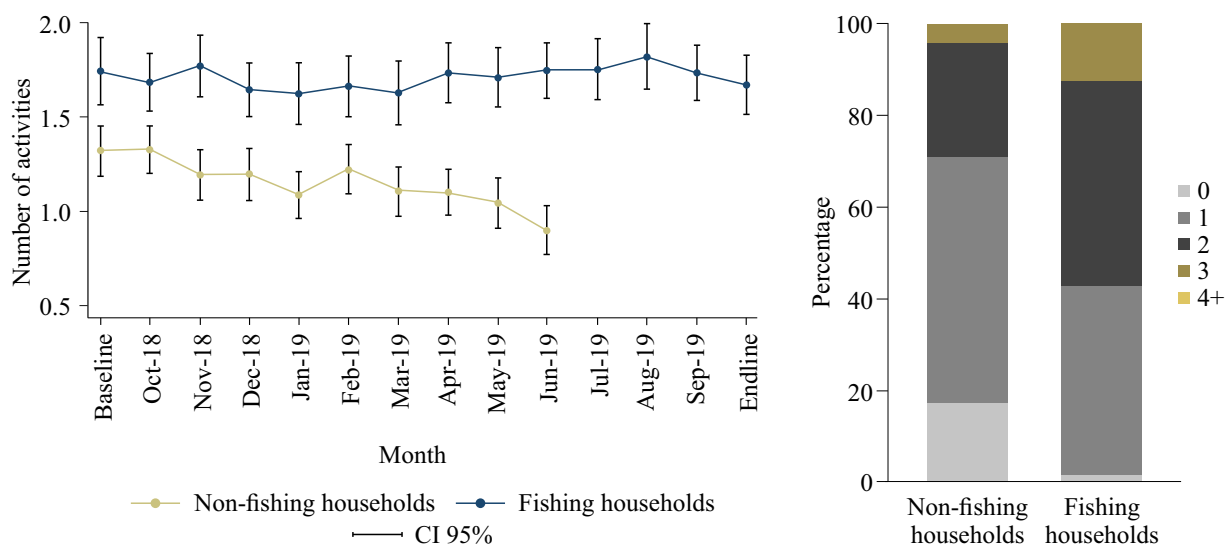 Number of activities
2.0
1.5
1.0
0.5
Baseline
Oct-18
Nov-18
Dec-18
Jan-19
Feb-19
Mar-19
Apr-19
May-19
Jun-19
Jul-19
Aug-19
Sep-19
Endline
Month
Non-fishing households
Fishing households
CI 95%
Percentage
100
80
60
40
20
0
Non-fishing
households
Fishing
households
0
1
2
3
4+